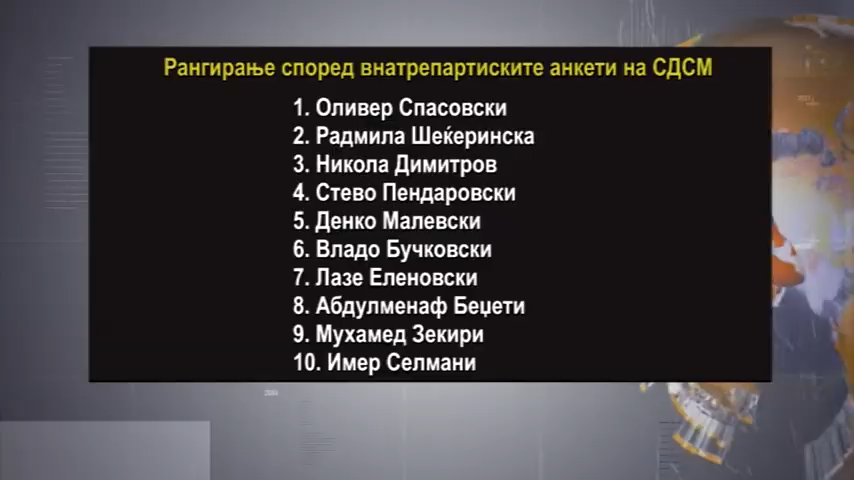 Рангирање според внатрепартиските анкети на СДСМ
1. Оливер Спасовски
2. Радмила Шеќеринска
3. Никола Димитров
4. Стево Пендаровски
5. Денко Малевски
6. Владо Бучковски
7. Лазе Еленовски
8. Абдулменаф Беџети
9. Мухамед Зекири
10. Имер Селмани